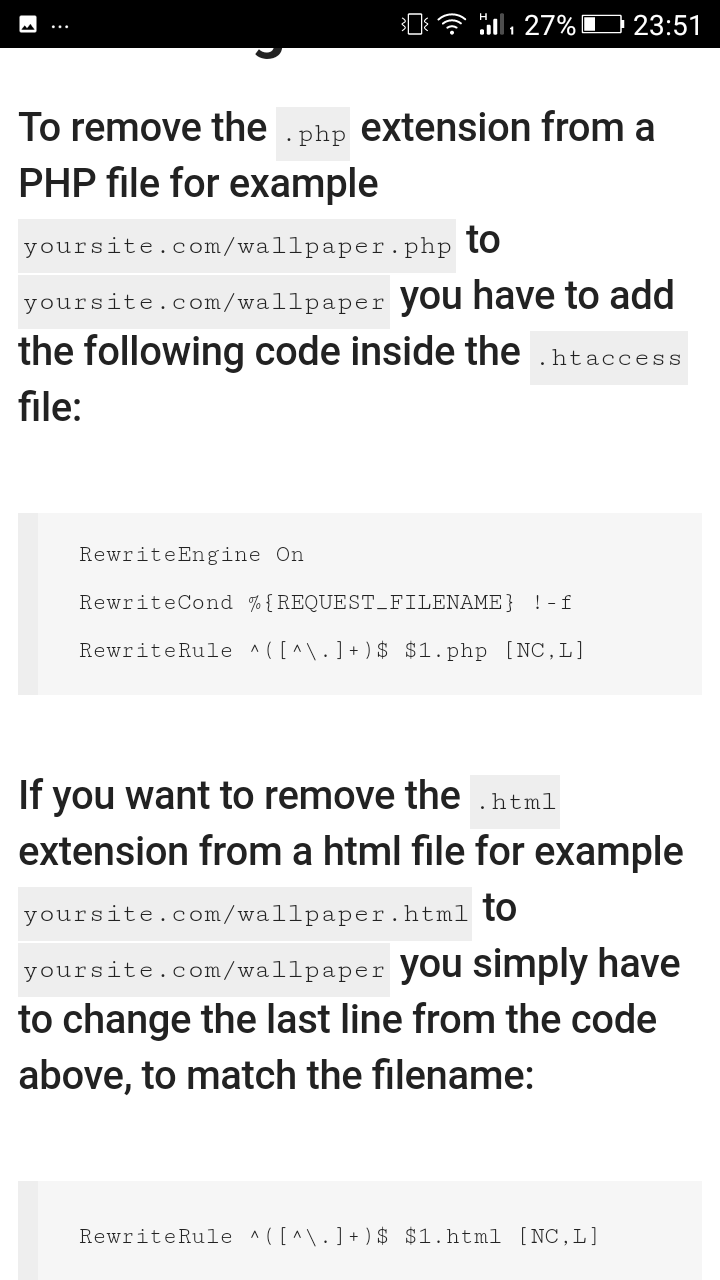 ... H 1 27% 23:51
To remove the .php extension from a
PHP file for example
yoursite.com/wallpaper.php to
yoursite.com/wallpaper you have to add
the following code inside the .htaccess
file:
RewriteEngine On
RewriteCond %{REQUEST_FILENAME} !-f
RewriteRule ^([^\.]+)$ $1.php [NC,L]
If you want to remove the .html
extension from a html file for example
yoursite.com/wallpaper.html to
yoursite.com/wallpaper you simply have
to change the last line from the code
above, to match the filename:
RewriteRule ^([^\.]+)$ $1.html [NC,L]